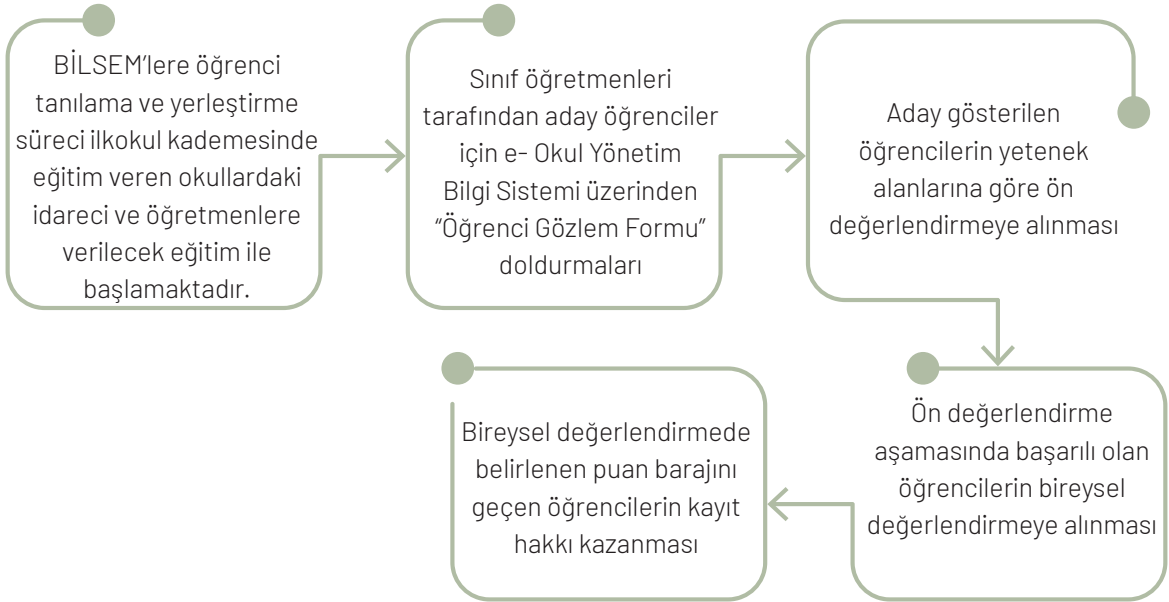 BİLSEM’lere öğrenci
tanılama ve yerleştirme
süreci ilkokul kademesinde
eğitim veren okullardaki
idareci ve öğretmenlere
verilecek eğitim ile
başlamaktadır.
Sınıf öğretmenleri
tarafından aday öğrenciler
için e- Okul Yönetim
Bilgi Sistemi üzerinden
“Öğrenci Gözlem Formu”
doldurmaları
Aday gösterilen
öğrencilerin yetenek
alanlarına göre ön
değerlendirmeye alınması
Ön değerlendirme
aşamasında başarılı olan
öğrencilerin bireysel
değerlendirmeye alınması
Bireysel değerlendirmede
belirlenen puan barajını
geçen öğrencilerin kayıt
hakkı kazanması